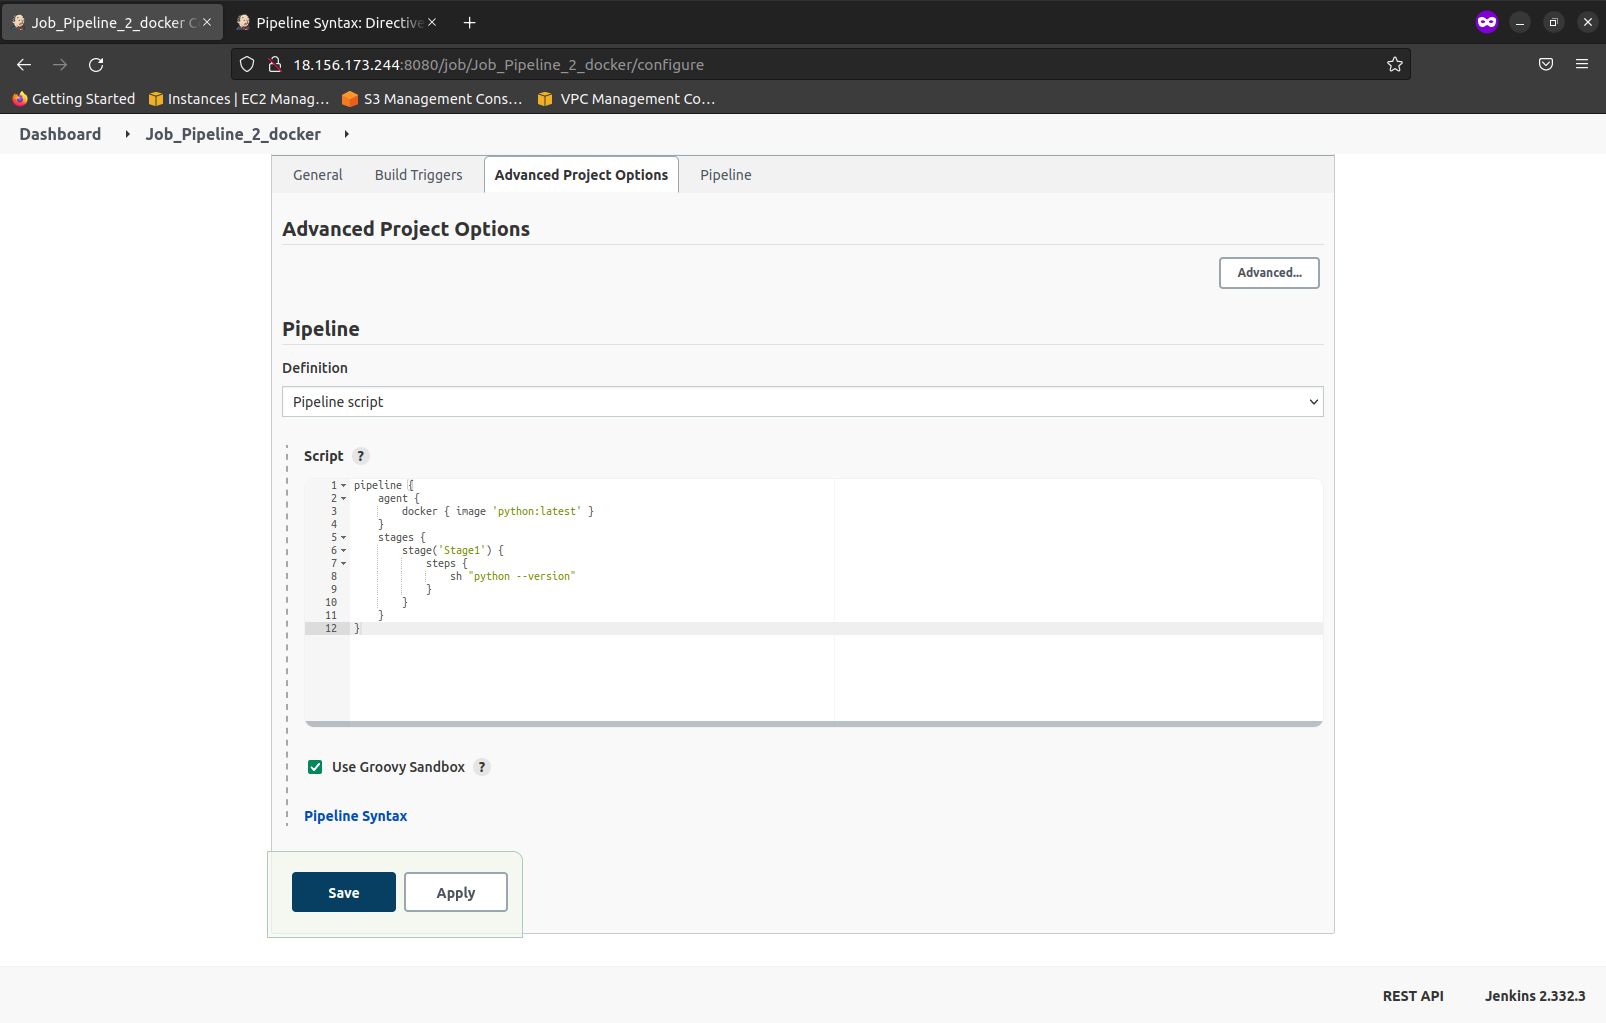 Job_Pipeline_2_docker C
Pipeline Syntax: Directive
18.156.173.244:8080/job/Job_Pipeline_2_docker/configure
Getting Started
Instances | EC2 Manag…
S3 Management Cons…
VPC Management Co…
Dashboard
Job_Pipeline_2_docker
General
Build Triggers
Advanced Project Options
Pipeline
Advanced Project Options
Advanced...
Pipeline
Definition
Pipeline script
Script ?
1 pipeline {
2     agent {
3         docker { image 'python:latest' }
4     }
5     stages {
6         stage('Stage1') {
7             steps {
8                 sh "python --version"
9             }
10         }
11     }
12 }
Use Groovy Sandbox ?
Pipeline Syntax
Save
Apply
REST API
Jenkins 2.332.3